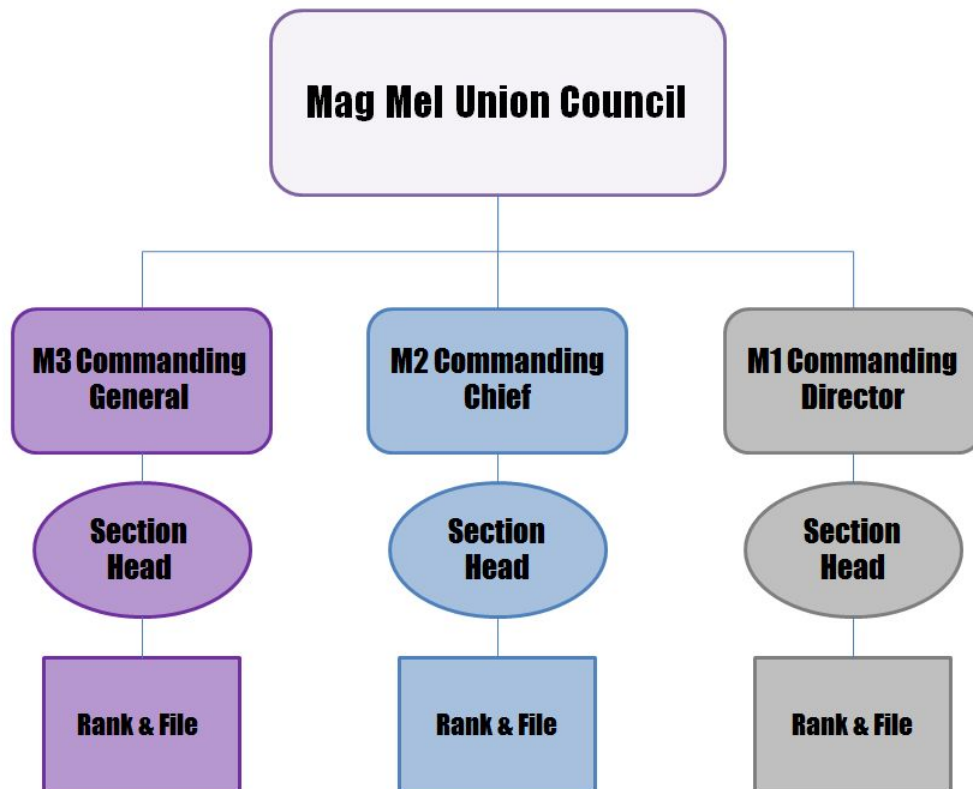 Mag Mel Union Council
M3 Commanding
General
M2 Commanding
Chief
M1 Commanding
Director
Section
Head
Section
Head
Section
Head
Rank & File
Rank & File
Rank & File